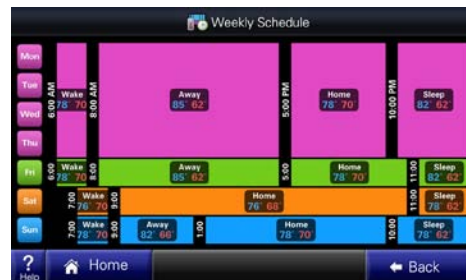 Weekly Schedule
Mon
Tue
Wed
Thu
6:00 AM
Wake
78° 70°
8:00 AM
Away
85° 62°
5:00 PM
Home
78° 70°
10:00 PM
Sleep
82° 62°
Fri
6:00
Wake
78° 70°
8:00
Away
85° 62°
5:00
Home
78° 70°
11:00
Sleep
82° 62°
Sat
7:00
Wake
76° 70°
9:00
Home
76° 68°
11:00
Sleep
78° 62°
Sun
7:00
Wake
78° 70°
9:00
Away
82° 66°
1:00
Home
78° 70°
10:00
Sleep
78° 62°
? Help
Home
Back